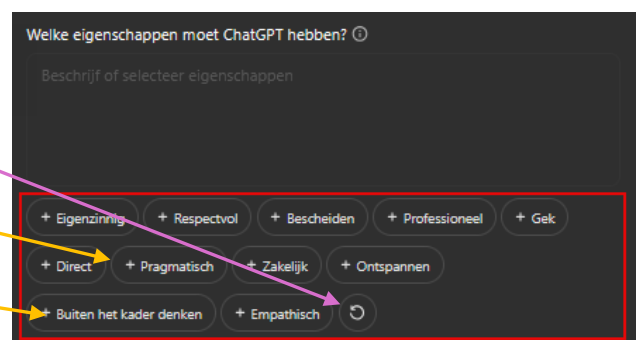 Welke eigenschappen moet ChatGPT hebben?
Beschrijf of selecteer eigenschappen
+ Eigenzinnig + Respectvol + Bescheiden + Professioneel + Gek
+ Direct + Pragmatisch + Zakelijk + Ontspannen
+ Buiten het kader denken + Empathisch